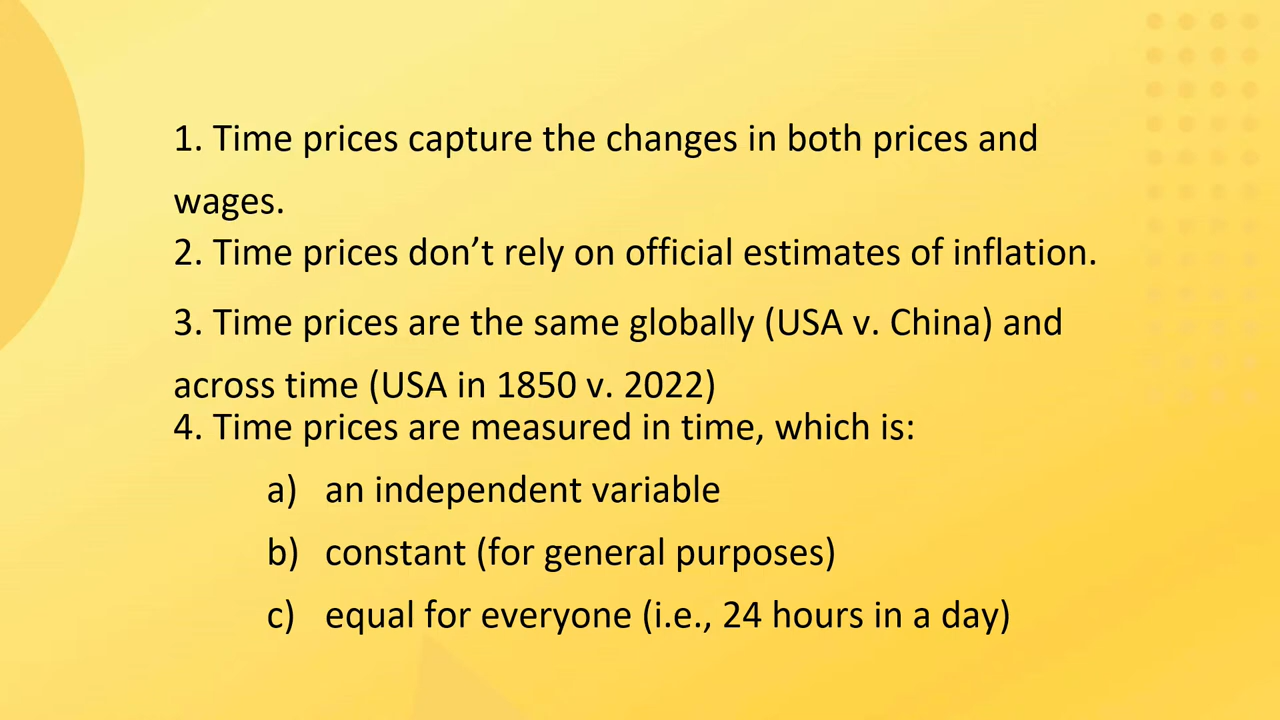 1. Time prices capture the changes in both prices and
wages.
2. Time prices don’t rely on official estimates of inflation.
3. Time prices are the same globally (USA v. China) and
across time (USA in 1850 v. 2022)
4. Time prices are measured in time, which is:
a) an independent variable
b) constant (for general purposes)
c) equal for everyone (i.e., 24 hours in a day)